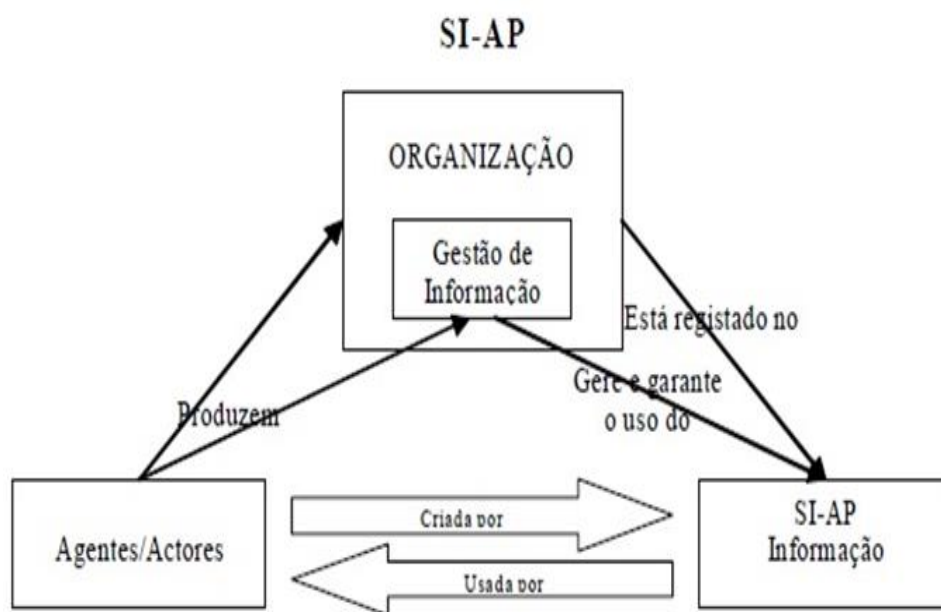 SI-AP
ORGANIZAÇÃO
Gestão de
Informação
Está registado no
Gere e garante
o uso do
Produzem
Agentes/Actores
Criada por
Usada por
SI-AP
Informação